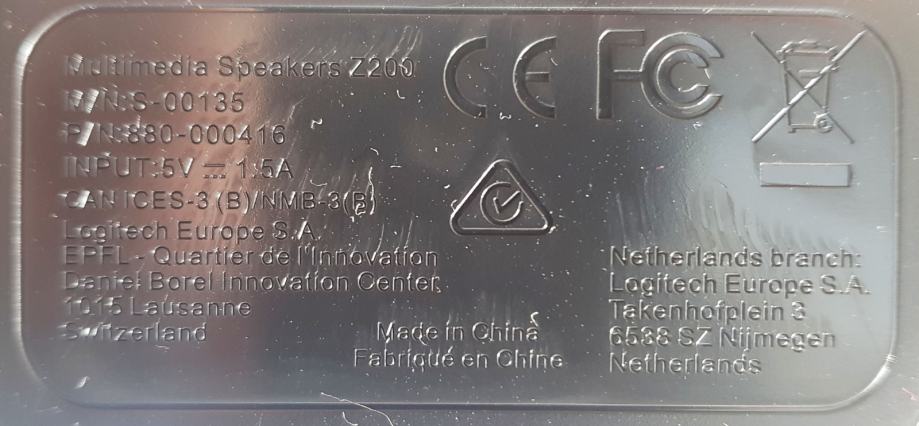 Multimedia Speakers Z200
M/N:S-00135
P/N:880-000416
INPUT:5V ⎓ 1.5A
CAN ICES-3 (B)/NMB-3(B)
Logitech Europe S.A.
EPFL - Quartier de l'Innovation
Daniel Borel Innovation Center
1015 Lausanne
Switzerland
CE FC
Made in China
Fabriqué en Chine
Netherlands branch:
Logitech Europe S.A.
Takenhofplein 3
6538 SZ Nijmegen
Netherlands